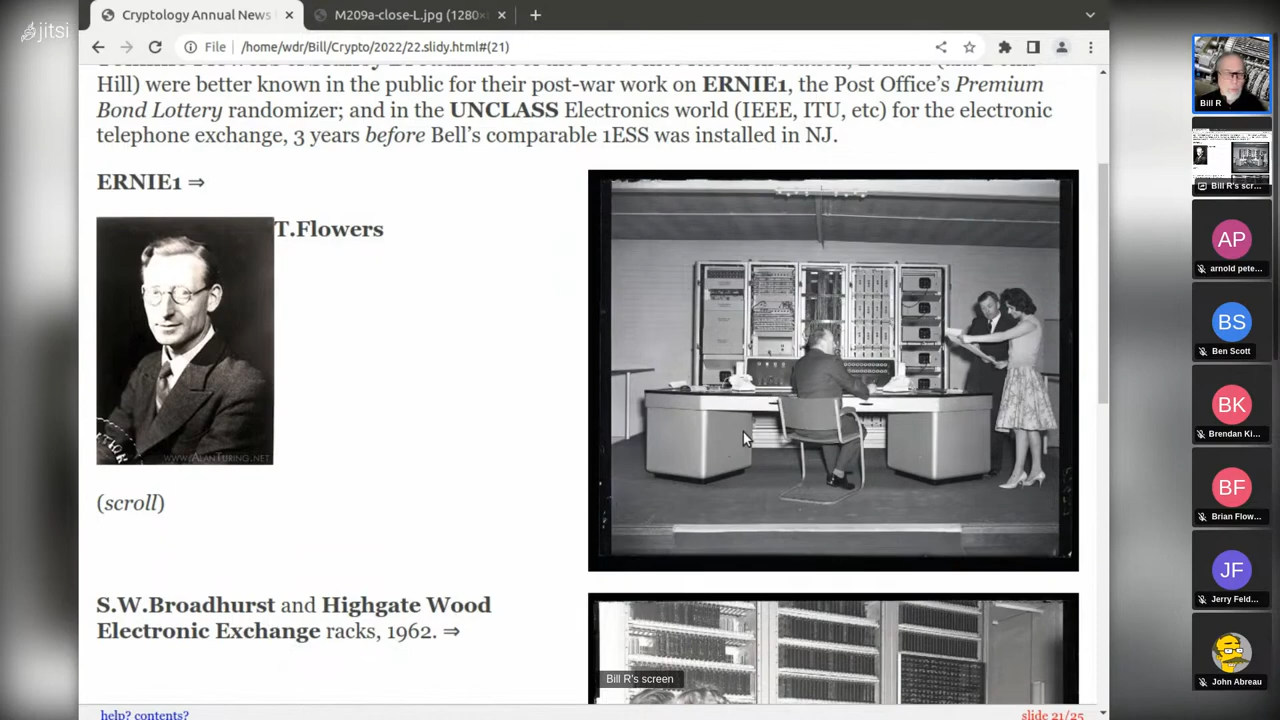 jitsi
Cryptology Annual News
M209a-close-L.jpg (1280×
File /home/wdr/Bill/Crypto/2022/22.slidy.html#(21)
Hill) were better known in the public for their post-war work on ERNIE1, the Post Office's Premium
Bond Lottery randomizer; and in the UNCLASS Electronics world (IEEE, ITU, etc) for the electronic
telephone exchange, 3 years before Bell's comparable 1ESS was installed in NJ.
ERNIE1 ⇒
T.Flowers
WWW.ALANTURING.NET
(scroll)
S.W.Broadhurst and Highgate Wood
Electronic Exchange racks, 1962. ⇒
Bill R's screen
help? contents?
slide 21/25
Bill R
Bill R's scr...
AP
arnold pete...
BS
Ben Scott
BK
Brendan Ki...
BF
Brian Flow...
JF
Jerry Feld...
John Abreau